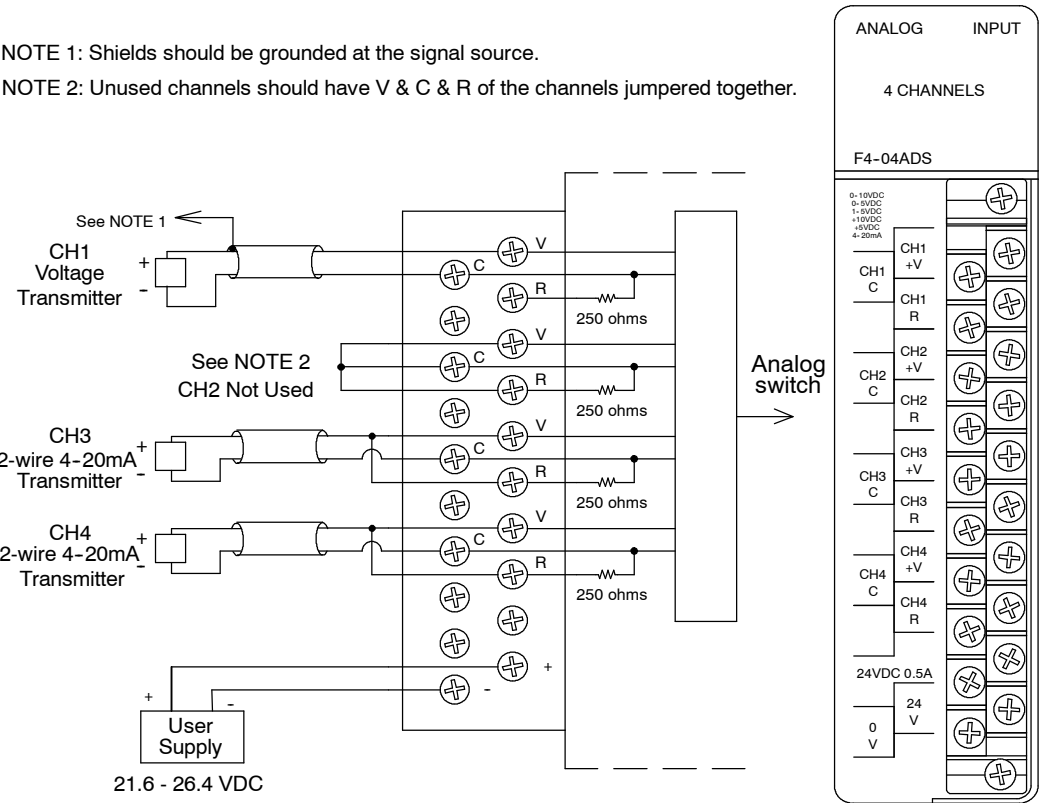 NOTE 1: Shields should be grounded at the signal source.
NOTE 2: Unused channels should have V & C & R of the channels jumpered together.
See NOTE 1
CH1
Voltage
Transmitter
+
-
V
C
R
250 ohms
See NOTE 2
CH2 Not Used
V
C
R
250 ohms
CH3
2-wire 4-20mA
Transmitter
+
-
V
C
R
250 ohms
CH4
2-wire 4-20mA
Transmitter
+
-
V
C
R
250 ohms
Analog
switch
+
-
+
-
User
Supply
21.6 - 26.4 VDC
ANALOG INPUT
4 CHANNELS
F4-04ADS
0-10VDC
0-5VDC
1-5VDC
+10VDC
+5VDC
4-20mA
CH1
+V
CH1
C
CH1
R
CH2
+V
CH2
C
CH2
R
CH3
+V
CH3
C
CH3
R
CH4
+V
CH4
C
CH4
R
24VDC 0.5A
24
V
0
V